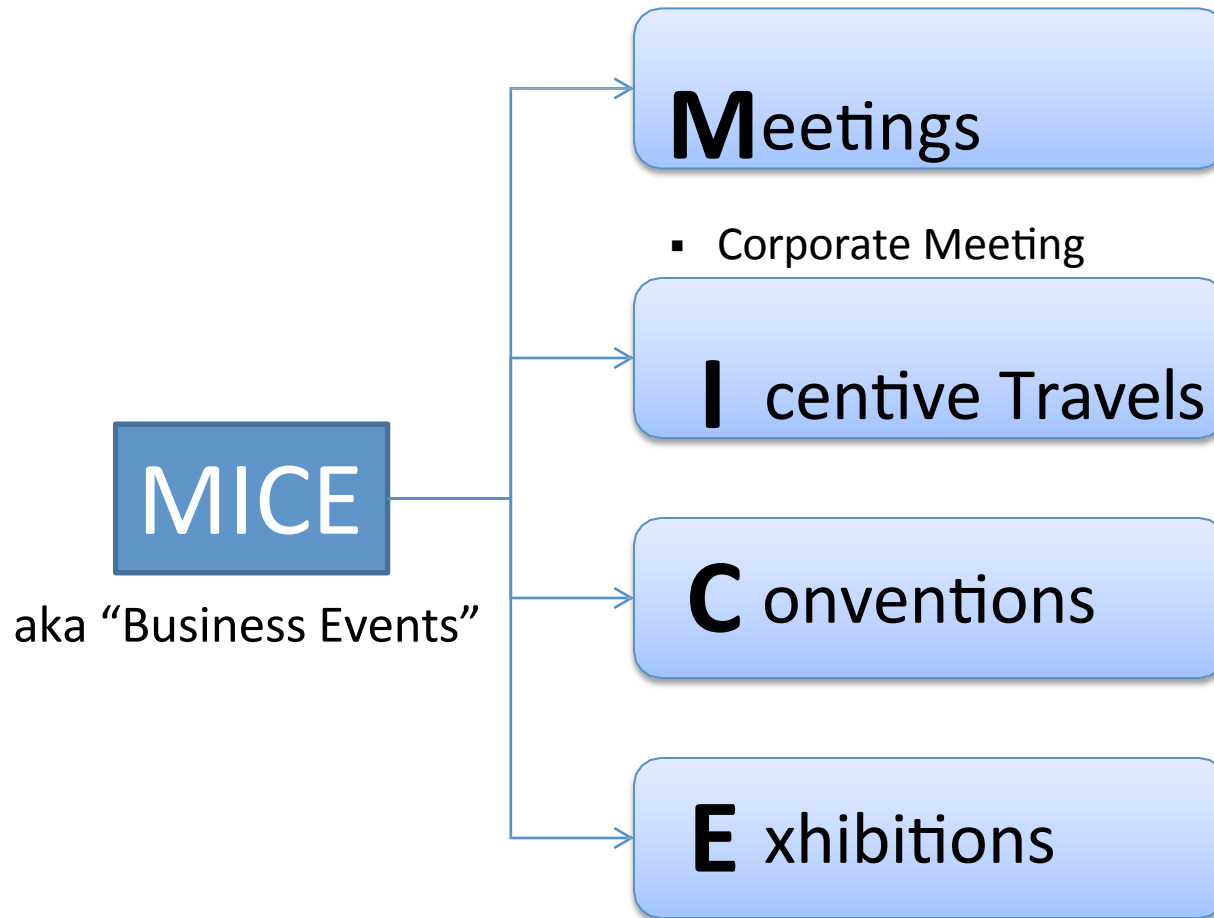 Meetings
▪ Corporate Meeting
I centive Travels
MICE
C onventions
aka “Business Events”
E xhibitions